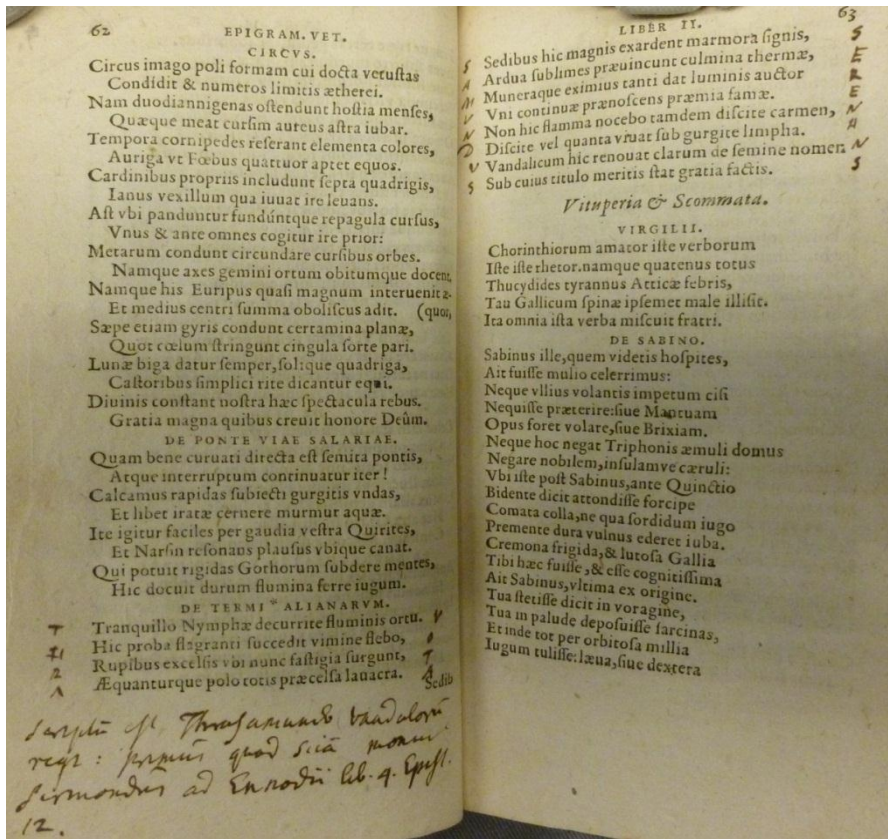 62
EPIGRAM. VET.
CIRCVS.
Circus imago poli formam cui docta vetuſtas
Condidit & numeros limitis ætherei.
Nam duodiannigenas oſtendunt hoſtia menſes,
Quæque meat curſim aureus aſtra iubar.
Tempora cornipedes referant elementa colores,
Auriga vt Fœbus quattuor aptet equos.
Cardinibus propriis includunt ſepta quadrigis,
Ianus vexillum qua iuuat ire leuans.
Aſt vbi panduntur fundúntque repagula curſus,
Vnus & ante omnes cogitur ire prior:
Metarum condunt circundare curſibus orbes.
Namque axes gemini ortum obitumque docent,
Namque his Euripus quaſi magnum interuenit æ-
Et medius centri ſumma oboliſcus adit. (quor,
Sæpe etiam gyris condunt certamina planæ,
Quot cœlum ſtringunt cingula ſorte pari.
Lunæ biga datur ſemper, ſolique quadriga,
Caſtoribus ſimplici rite dicantur equi.
Diuinis conſtant noſtra hæc ſpectacula rebus.
Gratia magna quibus creuit honore Deûm.
DE PONTE VIAE SALARIAE.
Quam bene curuati directa eſt ſemita pontis,
Atque interruptum continuatur iter!
Calcamus rapidas ſubiecti gurgitis vndas,
Et libet iratæ cernere murmur aquæ.
Ite igitur faciles per gaudia veſtra Quirites,
Et Narſin reſonans plauſus vbique canat.
Qui potuit rigidas Gothorum ſubdere mentes,
Hic docuit durum flumina ferre iugum.
DE TERMI* ALIANARVM.
T Tranquillo Nymphæ decurrite fluminis ortu. V
H Hic proba flagranti ſuccedit vimine flebo, O
R Rupibus excelſis vbi nunc faſtigia ſurgunt, T
A Æquanturque polo totis præcelſa lauacra. A
Sedib
Scriptū eſt Thraſamundo Vandalorū
regi: primus quod sciā monuit
Sirmondus ad Ennodii lib. 4. Epiſt.
12.
LIBER II.
63
S Sedibus hic magnis exardent marmora ſignis, S
A Ardua ſublimes præuincunt culmina thermæ, E
M Muneraque eximius tanti dat luminis auctor R
V Vni continuæ prænoſcens præmia famæ. E
N Non hic flamma nocebo tamdem diſcite carmen, N
D Diſcite vel quanta viuat ſub gurgite limpha. A
V Vandalicum hic renouat clarum de ſemine nomen N
S Sub cuius titulo meritis ſtat gratia factis. S
Vituperia & Scommata.
VIRGILII.
Chorinthiorum amator iſte verborum
Iſte iſte rhetor. namque quatenus totus
Thucydides tyrannus Atticæ febris,
Tau Gallicum ſpinæ ipſemet male illiſit.
Ita omnia iſta verba miſcuit fratri.
DE SABINO.
Sabinus ille, quem videtis hoſpites,
Ait fuiſſe mulio celerrimus:
Neque vllius volantis impetum ciſi
Nequiſſe præterire: ſiue Mantuam
Opus foret volare, ſiue Brixiam.
Neque hoc negat Triphonis æmuli domus
Negare nobilem, inſulamve cæruli:
Vbi iſte poſt Sabinus, ante Quinctio
Bidente dicit attondiſſe forcipe
Comata colla, ne qua ſordidum iugo
Premente dura vulnus ederet iuba.
Cremona frigida, & lutoſa Gallia
Tibi hæc fuiſſe, & eſſe cognitiſſima
Ait Sabinus, vltima ex origine.
Tua ſtetiſſe dicit in voragine,
Tua in palude depoſuiſſe ſarcinas,
Et inde tot per orbitoſa millia
Iugum tuliſſe: læua, ſiue dextera